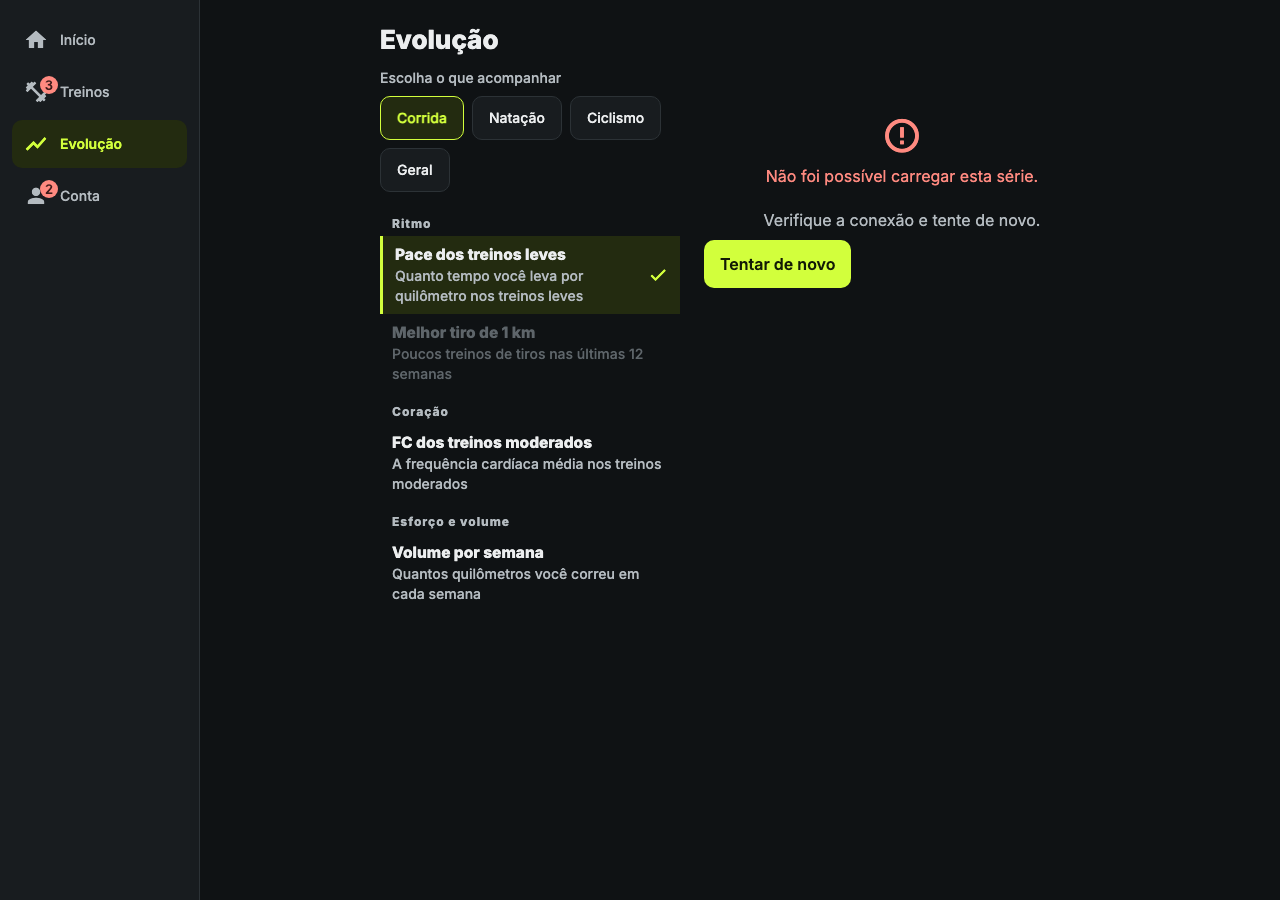 Início
3
Treinos
Evolução
2
Conta
Evolução
Escolha o que acompanhar
Corrida
Natação
Ciclismo
Geral
Ritmo
Pace dos treinos leves
Quanto tempo você leva por
quilômetro nos treinos leves
Melhor tiro de 1 km
Poucos treinos de tiros nas últimas 12
semanas
Coração
FC dos treinos moderados
A frequência cardíaca média nos treinos
moderados
Esforço e volume
Volume por semana
Quantos quilômetros você correu em
cada semana
Não foi possível carregar esta série.
Verifique a conexão e tente de novo.
Tentar de novo